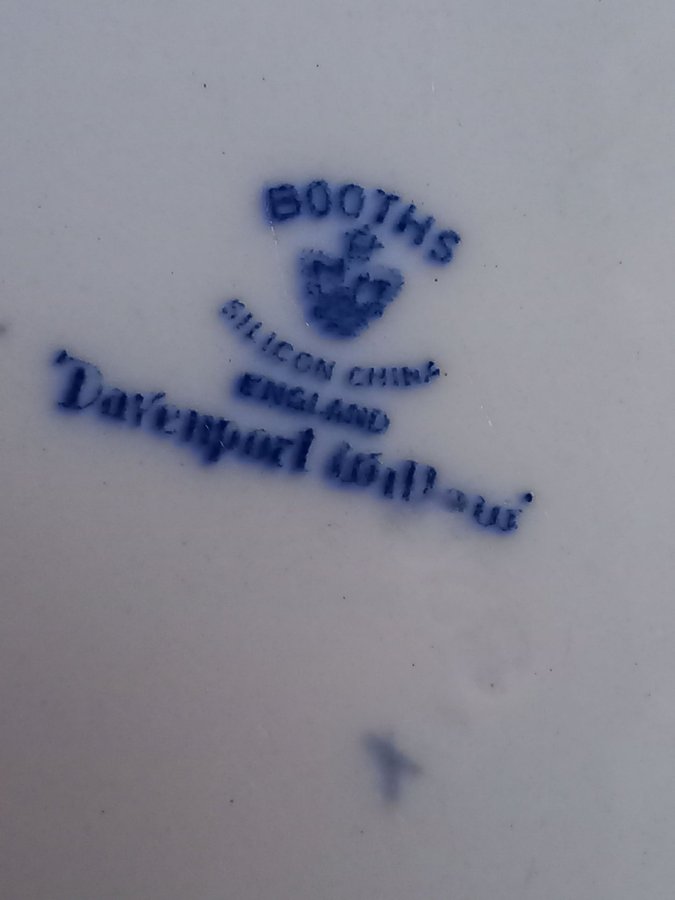 BOOTHS
SILICON CHINA
ENGLAND
"Davenport